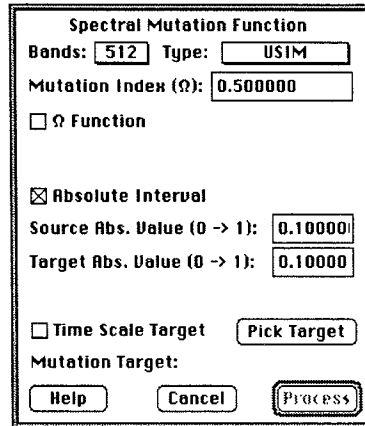 Spectral Mutation Function
Bands: 512 Type: USIM
Mutation Index (Ω): 0.500000
Ω Function
Absolute Interval
Source Abs. Value (0 -> 1): 0.10000
Target Abs. Value (0 -> 1): 0.10000
Time Scale Target Pick Target
Mutation Target:
Help Cancel Process